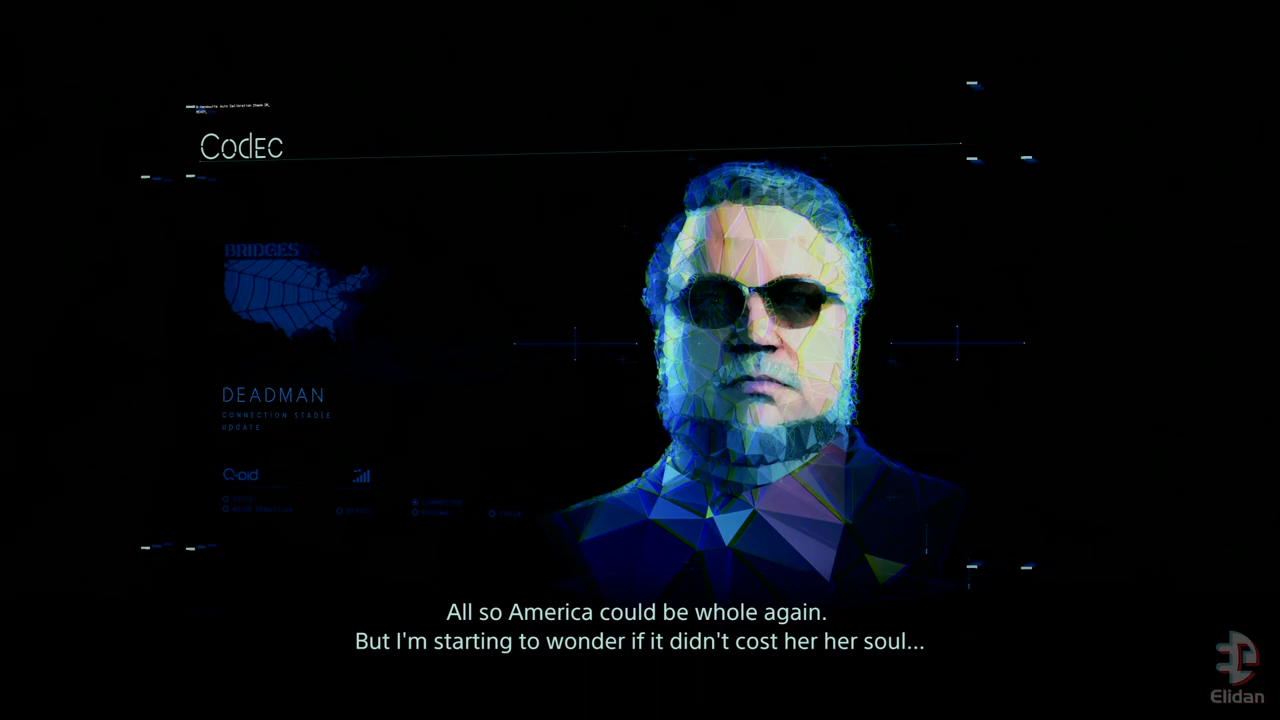 CodEC
BRIDGES
DEADMAN
CONNECTION STABLE
update
Q-pid
All so America could be whole again.
But I'm starting to wonder if it didn't cost her her soul...
Elidan